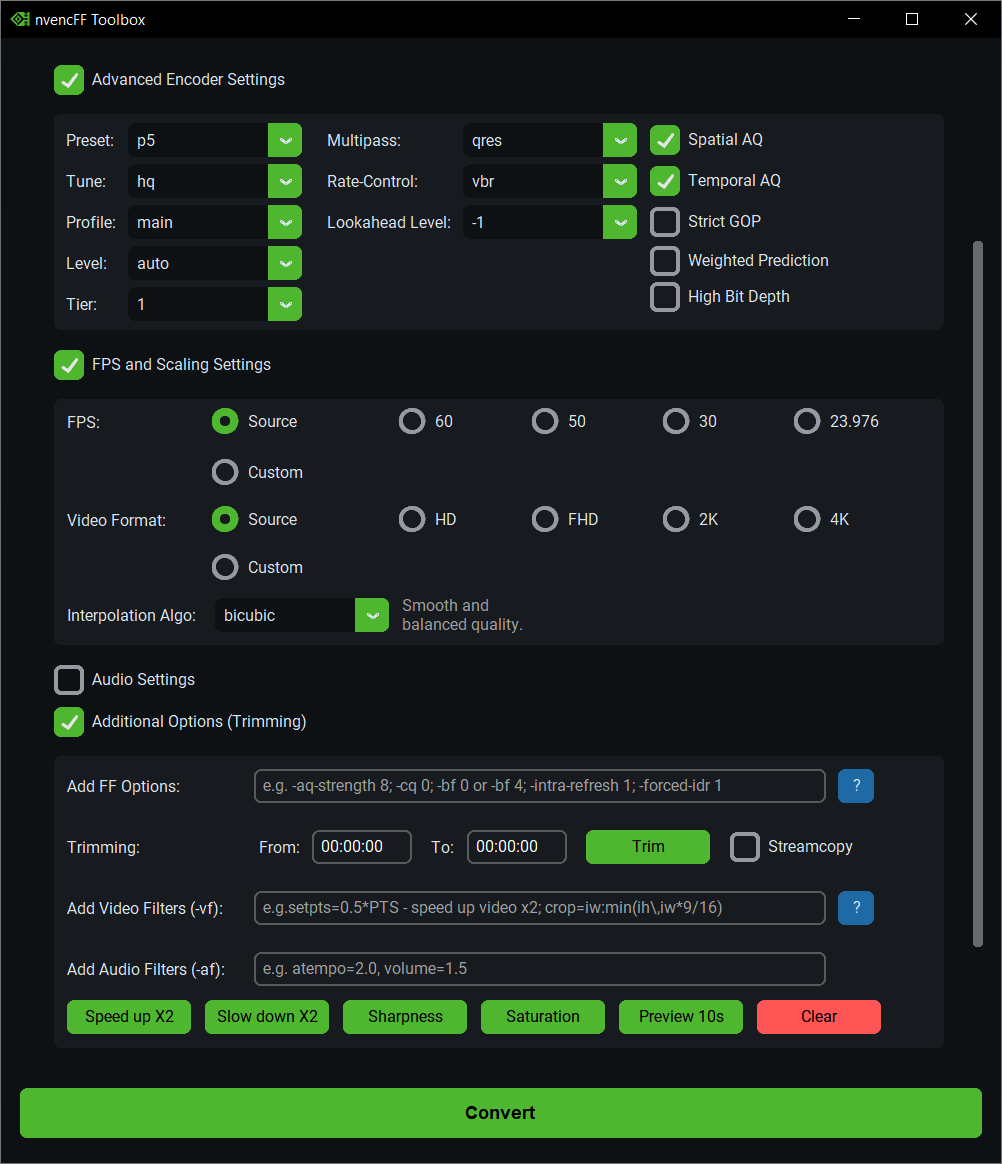 nvencFF Toolbox
Advanced Encoder Settings
Preset: p5 Multipass: qres Spatial AQ
Tune: hq Rate-Control: vbr Temporal AQ
Profile: main Lookahead Level: -1 Strict GOP
Level: auto Weighted Prediction
Tier: 1 High Bit Depth
FPS and Scaling Settings
FPS: Source 60 50 30 23.976
Custom
Video Format: Source HD FHD 2K 4K
Custom
Interpolation Algo: bicubic Smooth and
balanced quality.
Audio Settings
Additional Options (Trimming)
Add FF Options: e.g. -aq-strength 8; -cq 0; -bf 0 or -bf 4; -intra-refresh 1; -forced-idr 1 ?
Trimming: From: 00:00:00 To: 00:00:00 Trim Streamcopy
Add Video Filters (-vf): e.g.setpts=0.5*PTS - speed up video x2; crop=iw:min(ih\,iw*9/16) ?
Add Audio Filters (-af): e.g. atempo=2.0, volume=1.5
Speed up X2 Slow down X2 Sharpness Saturation Preview 10s Clear
Convert